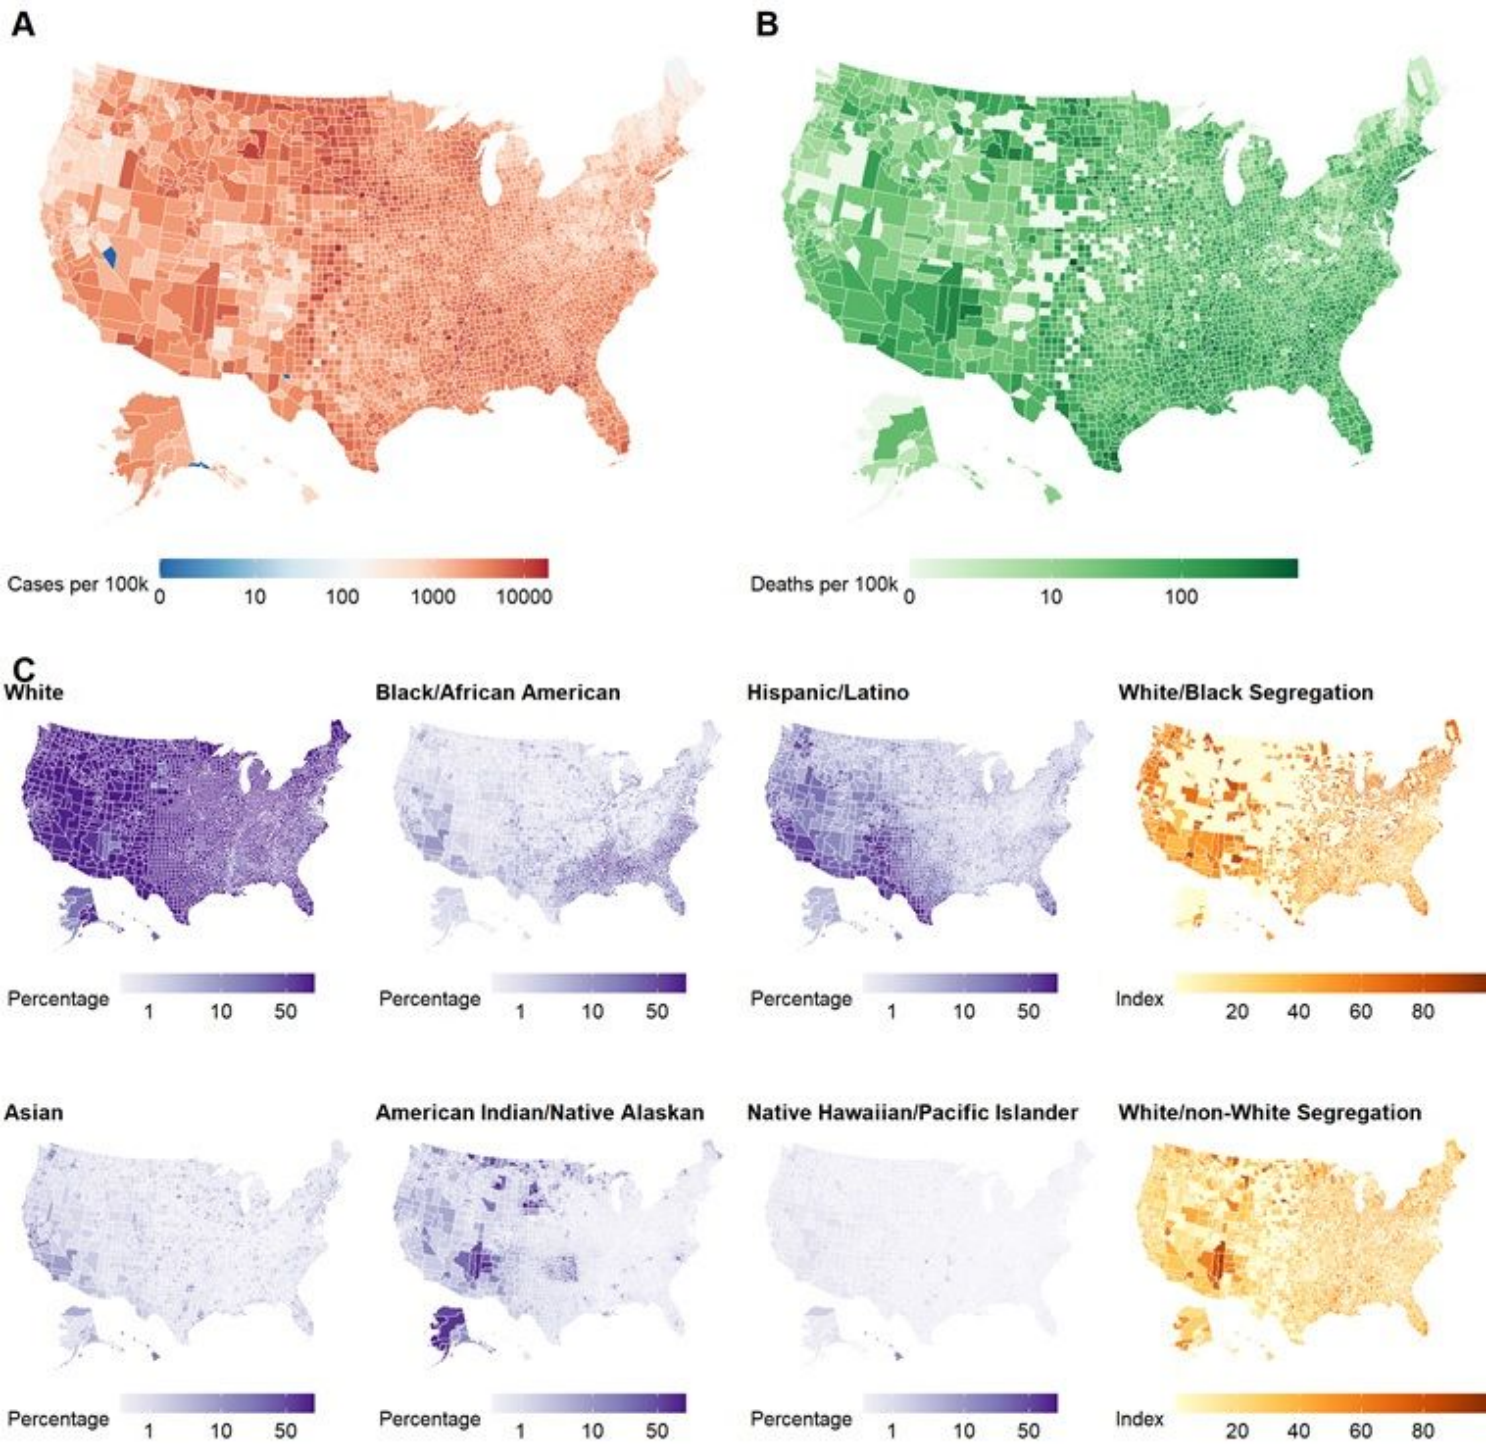 A
B
Cases per 100k 0 10 100 1000 10000
Deaths per 100k 0 10 100
C
White Black/African American Hispanic/Latino White/Black Segregation
Percentage 1 10 50 Percentage 1 10 50 Percentage 1 10 50 Index 20 40 60 80
Asian American Indian/Native Alaskan Native Hawaiian/Pacific Islander White/non-White Segregation
Percentage 1 10 50 Percentage 1 10 50 Percentage 1 10 50 Index 20 40 60 80